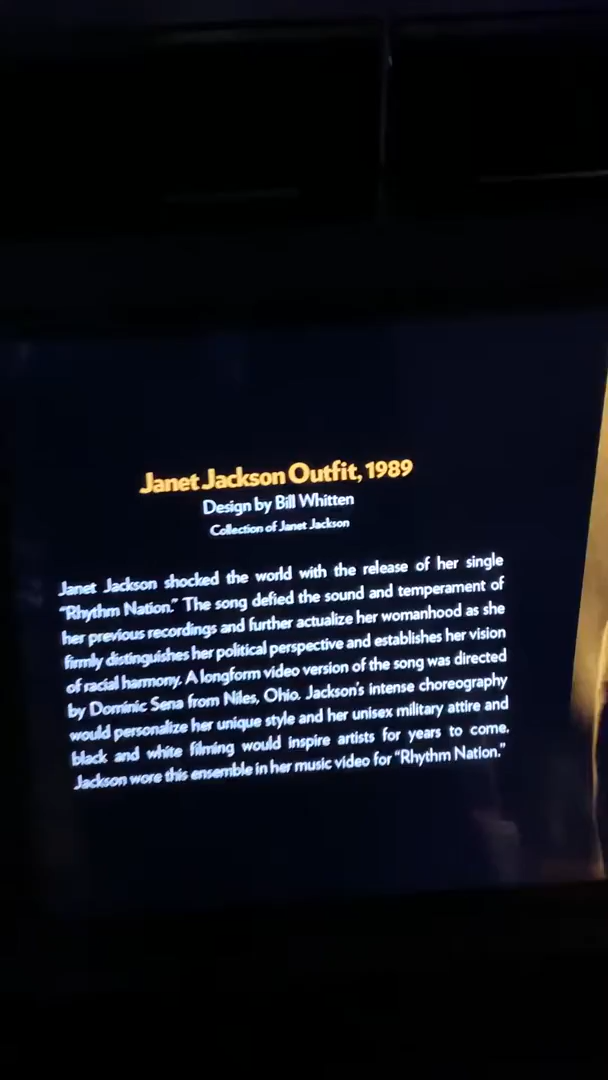 Janet Jackson Outfit, 1989
Design by Bill Whitten
Collection of Janet Jackson
Janet Jackson shocked the world with the release of her single
“Rhythm Nation.” The song defied the sound and temperament of
her previous recordings and further actualize her womanhood as she
firmly distinguishes her political perspective and establishes her vision
of racial harmony. A longform video version of the song was directed
by Dominic Sena from Niles, Ohio. Jackson's intense choreography
would personalize her unique style and her unisex military attire and
black and white filming would inspire artists for years to come.
Jackson wore this ensemble in her music video for “Rhythm Nation.”